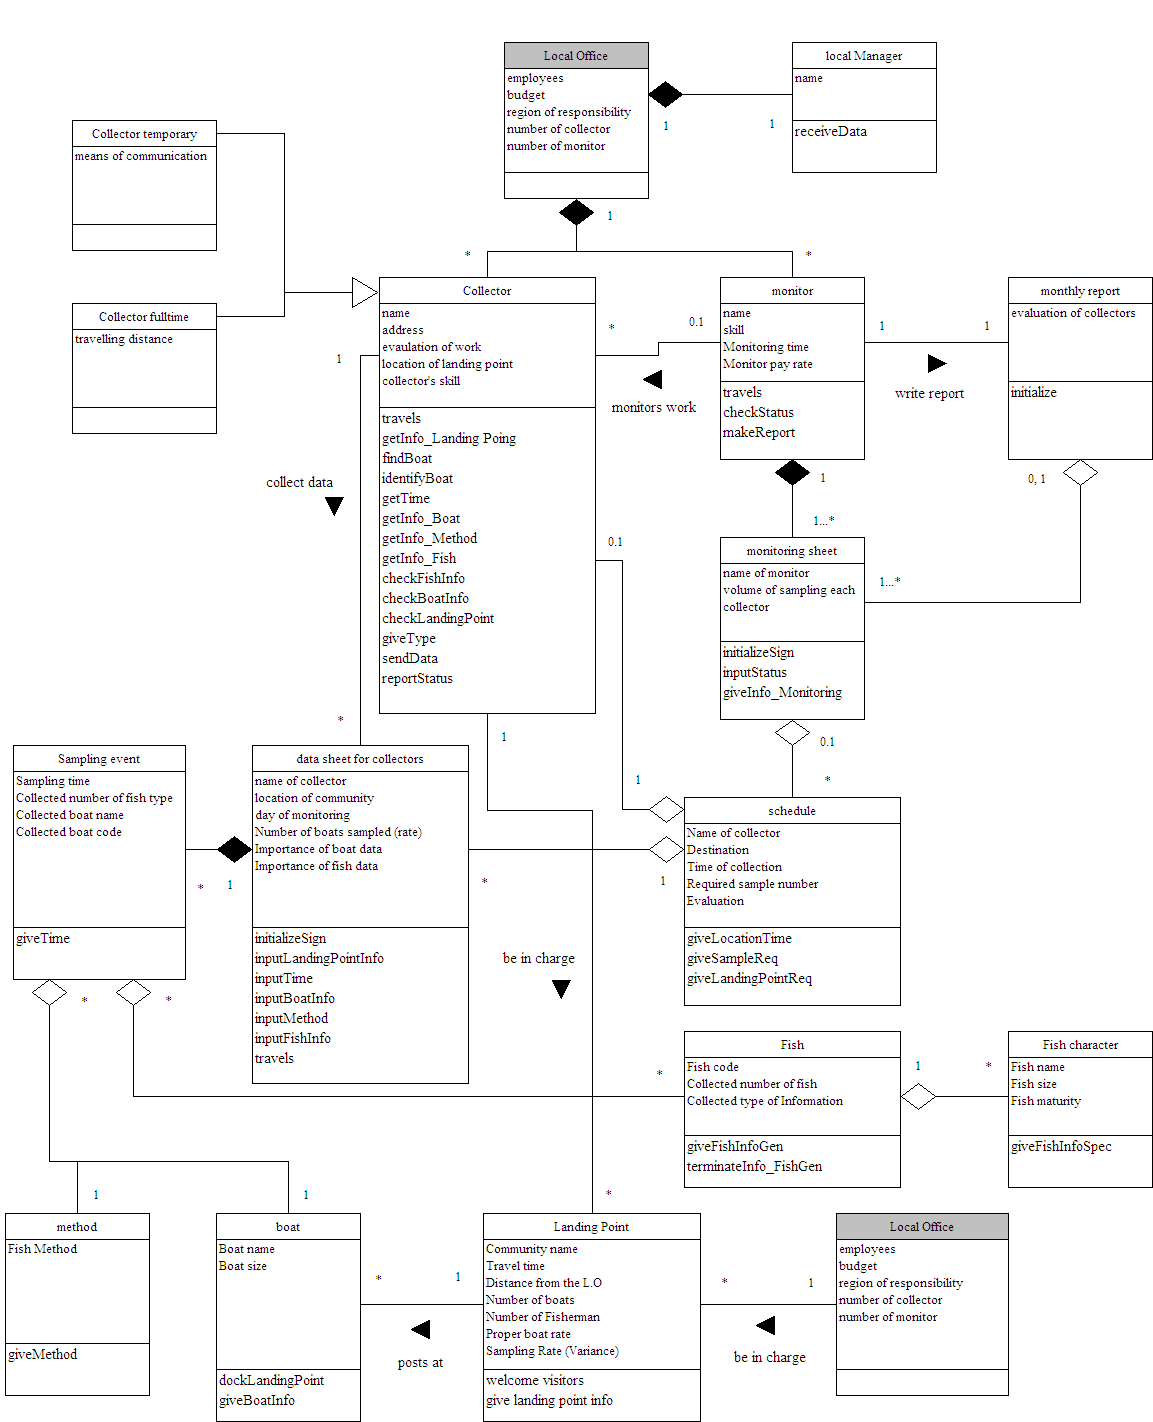 Local Office
employees
budget
region of responsibility
number of collector
number of monitor
local Manager
name
receiveData
1
1
1
*
*
Collector temporary
means of communication
Collector fulltime
travelling distance
Collector
name
address
evaulation of work
location of landing point
collector's skill
travels
getInfo_Landing Poing
findBoat
identifyBoat
getTime
getInfo_Boat
getInfo_Method
getInfo_Fish
checkFishInfo
checkBoatInfo
checkLandingPoint
giveType
sendData
reportStatus
*
0.1
monitors work
monitor
name
skill
Monitoring time
Monitor pay rate
travels
checkStatus
makeReport
1
1
write report
monthly report
evaluation of collectors
initialize
1
collect data
*
1
1...*
0, 1
1...*
monitoring sheet
name of monitor
volume of sampling each
collector
initializeSign
inputStatus
giveInfo_Monitoring
0.1
1
0.1
*
1
Sampling event
Sampling time
Collected number of fish type
Collected boat name
Collected boat code
giveTime
*
1
data sheet for collectors
name of collector
location of community
day of monitoring
Number of boats sampled (rate)
Importance of boat data
Importance of fish data
initializeSign
inputLandingPointInfo
inputTime
inputBoatInfo
inputMethod
inputFishInfo
travels
*
1
schedule
Name of collector
Destination
Time of collection
Required sample number
Evaluation
giveLocationTime
giveSampleReq
giveLandingPointReq
be in charge
*
*
*
Fish
Fish code
Collected number of fish
Collected type of Information
giveFishInfoGen
terminateInfo_FishGen
1
*
Fish character
Fish name
Fish size
Fish maturity
giveFishInfoSpec
1
1
*
method
Fish Method
giveMethod
boat
Boat name
Boat size
dockLandingPoint
giveBoatInfo
*
1
posts at
Landing Point
Community name
Travel time
Distance from the L.O
Number of boats
Number of Fisherman
Proper boat rate
Sampling Rate (Variance)
welcome visitors
give landing point info
*
1
be in charge
Local Office
employees
budget
region of responsibility
number of collector
number of monitor